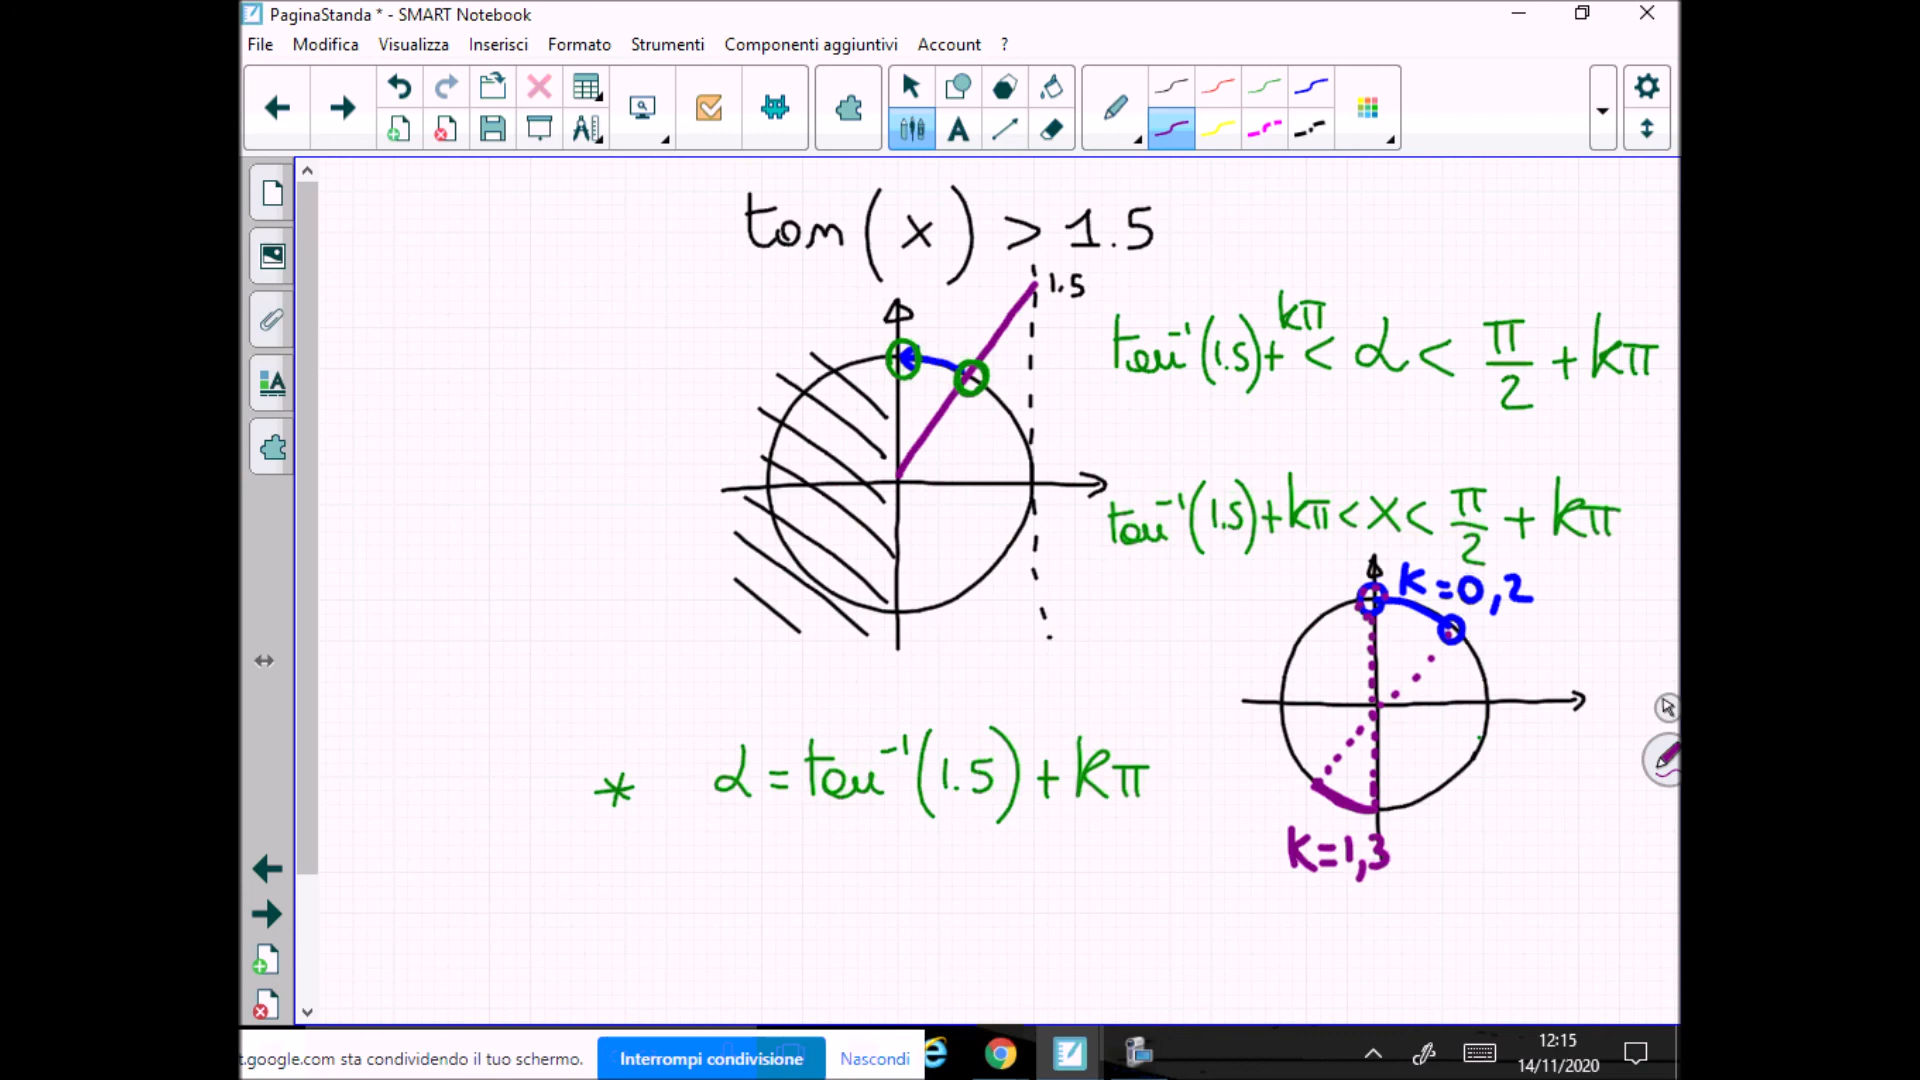 PaginaStanda * - SMART Notebook
File Modifica Visualizza Inserisci Formato Strumenti Componenti aggiuntivi Account ?
tan(x) > 1.5
1.5
tan⁻¹(1.5)+kπ < α < π/2 + kπ
tan⁻¹(1.5)+kπ < x < π/2 + kπ
k=0,2
* α = tan⁻¹(1.5) + kπ
k=1,3
t.google.com sta condividendo il tuo schermo. Interrompi condivisione Nascondi
12:15
14/11/2020